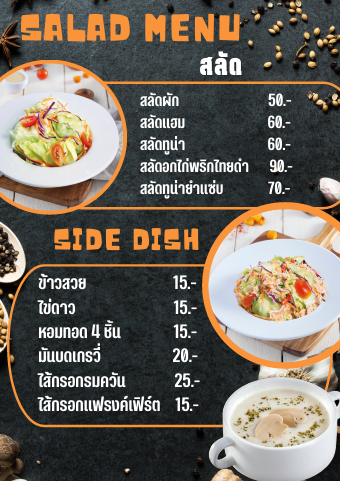 SALAD MENU
สลัด
สลัดผัก 50.-
สลัดแฮม 60.-
สลัดทูน่า 60.-
สลัดอกไก่พริกไทยดำ 90.-
สลัดทูน่ายำแซ่บ 70.-
SIDE DISH
ข้าวสวย 15.-
ไข่ดาว 15.-
หอมทอด 4 ชิ้น 15.-
มันบดเกรวี่ 20.-
ไส้กรอกรมควัน 25.-
ไส้กรอกแฟรงค์เฟิร์ต 15.-